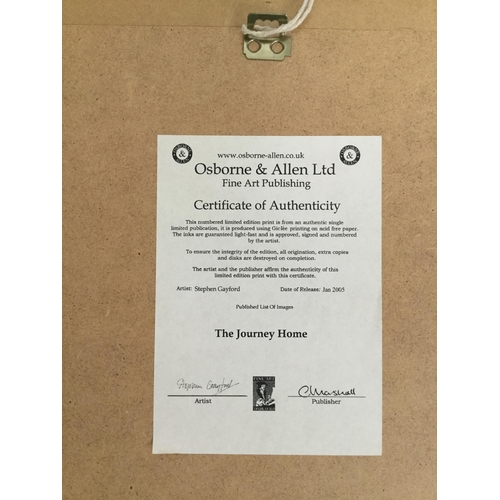 www.osborne-allen.co.uk
Osborne & Allen Ltd
Fine Art Publishing
Certificate of Authenticity
This numbered limited edition print is from an authentic single
limited publication, it is produced using Giclée printing on acid free paper.
The inks are guaranteed light-fast and is approved, signed and numbered
by the artist.
To ensure the integrity of the edition, all origination, extra copies
and disks are destroyed on completion.
The artist and the publisher affirm the authenticity of this
limited edition print with this certificate.
Artist: Stephen Gayford Date of Release: Jan 2005
Published List Of Images
The Journey Home
Stephen Gayford
CMarshall
Artist
Publisher
FINE ART